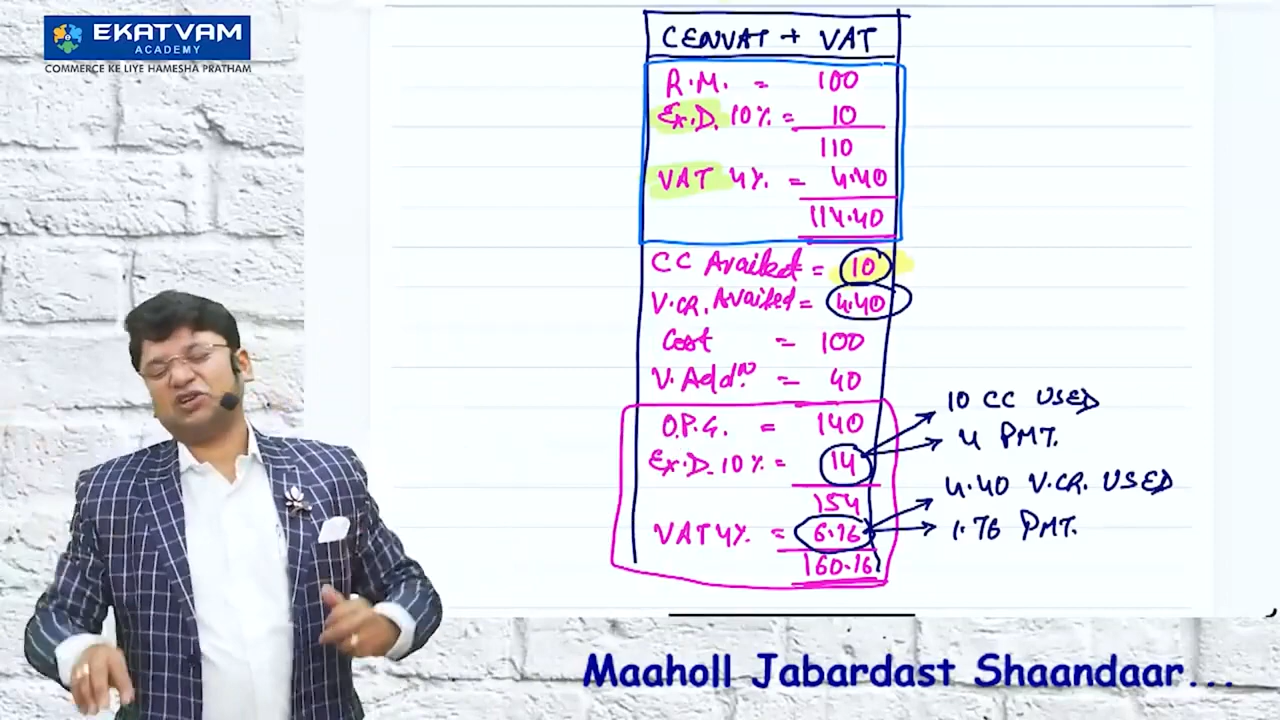 EKATVAM
ACADEMY
COMMERCE KE LIYE HAMESHA PRATHAM
CENVAT + VAT
R.M. = 100
Ex.D. 10% = 10
110
VAT 4% = 4.40
114.40
CC Availed = 10
V.CR. Availed = 4.40
Cost = 100
V. Addn. = 40
O.P.G. = 140
Ex.D. 10% = 14
154
VAT 4% = 6.16
160.16
10 CC USED
4 PMT.
4.40 V.CR. USED
1.76 PMT.
Maaholl Jabardast Shaandaar...